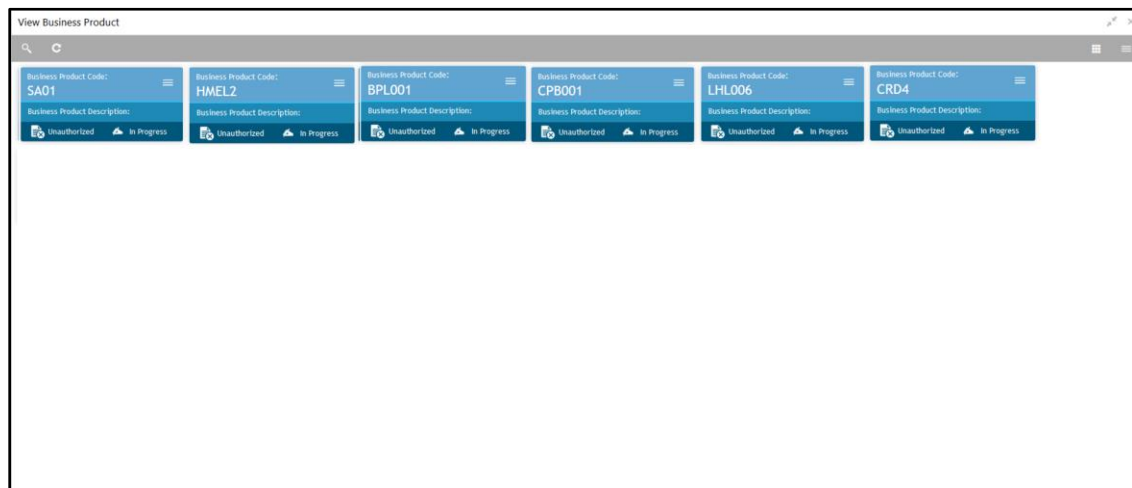 View Business Product
Business Product Code:
SA01
Business Product Description:
Unauthorized In Progress
Business Product Code:
HMEL2
Business Product Description:
Unauthorized In Progress
Business Product Code:
BPL001
Business Product Description:
Unauthorized In Progress
Business Product Code:
CPB001
Business Product Description:
Unauthorized In Progress
Business Product Code:
LHL006
Business Product Description:
Unauthorized In Progress
Business Product Code:
CRD4
Business Product Description:
Unauthorized In Progress